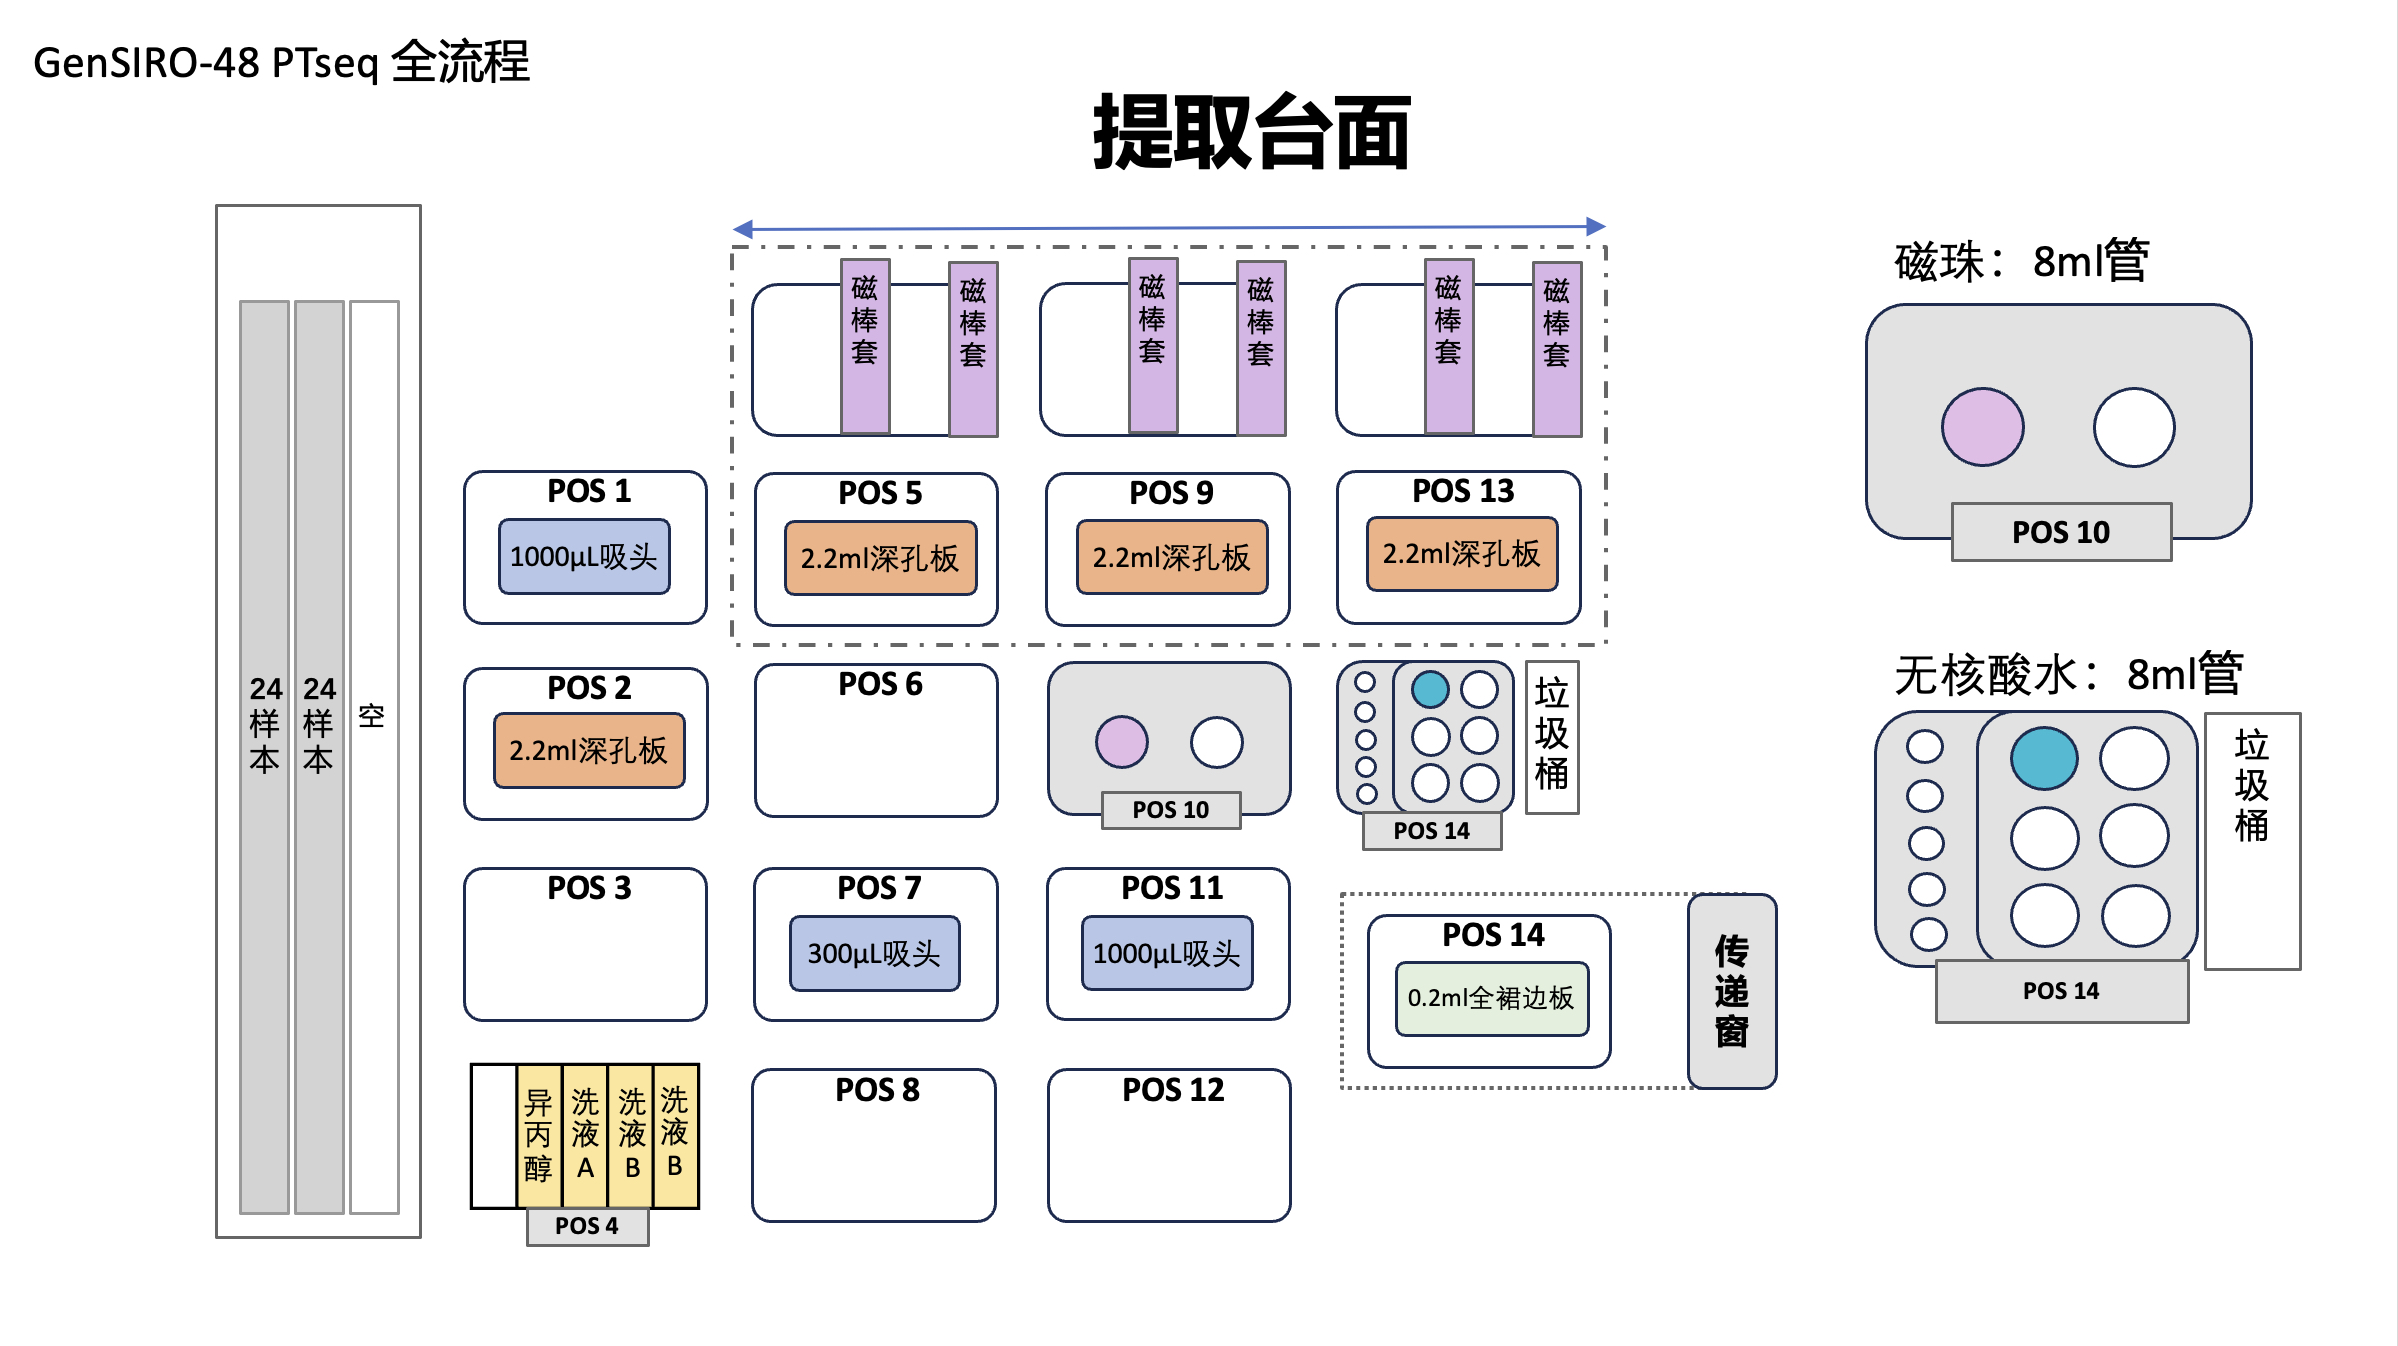 GenSIRO-48 PTseq 全流程
提取台面
24样本
24样本
空
磁棒套
磁棒套
磁棒套
磁棒套
磁棒套
磁棒套
POS 1
1000μL吸头
POS 5
2.2ml深孔板
POS 9
2.2ml深孔板
POS 13
2.2ml深孔板
POS 2
2.2ml深孔板
POS 6
POS 10
POS 14
垃圾桶
POS 3
POS 7
300μL吸头
POS 11
1000μL吸头
POS 14
0.2ml全裙边板
传递窗
异丙醇
洗液A
洗液B
洗液B
POS 4
POS 8
POS 12
磁珠：8ml管
POS 10
无核酸水：8ml管
垃圾桶
POS 14